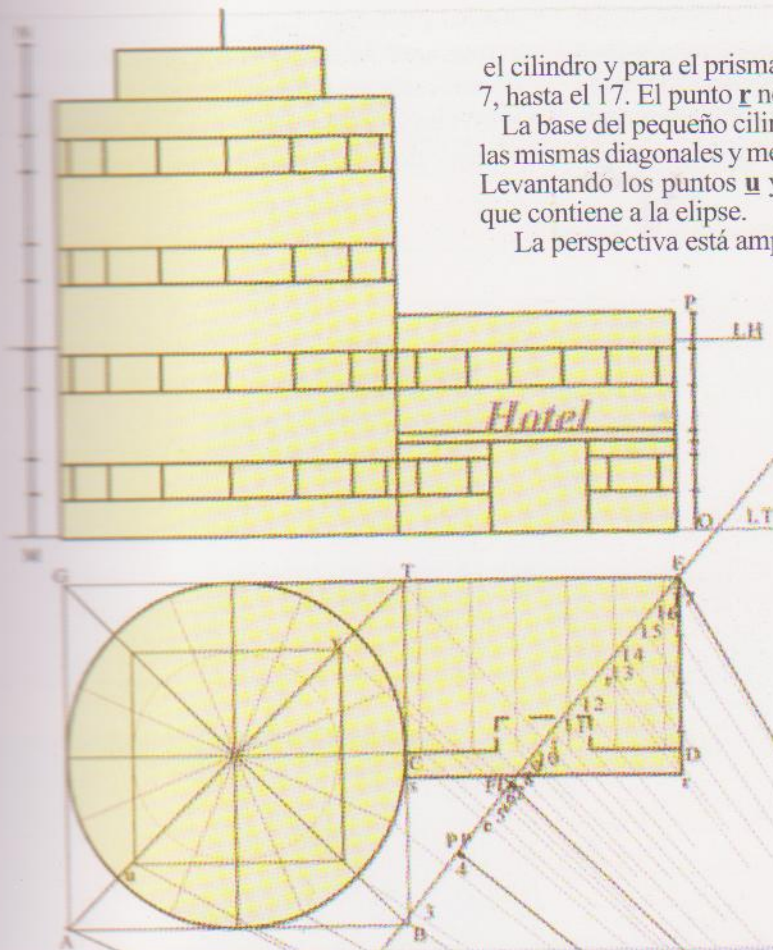 el cilindro y para el prisma
7, hasta el 17. El punto r no
La base del pequeño cilin
las mismas diagonales y me
Levantando los puntos u y
que contiene a la elipse.
La perspectiva está amp
P
LH
Hotel
O
LT
G
T
E
16
15
14
13
12
11
C
D
s
r
PP
4
u
3
A
B